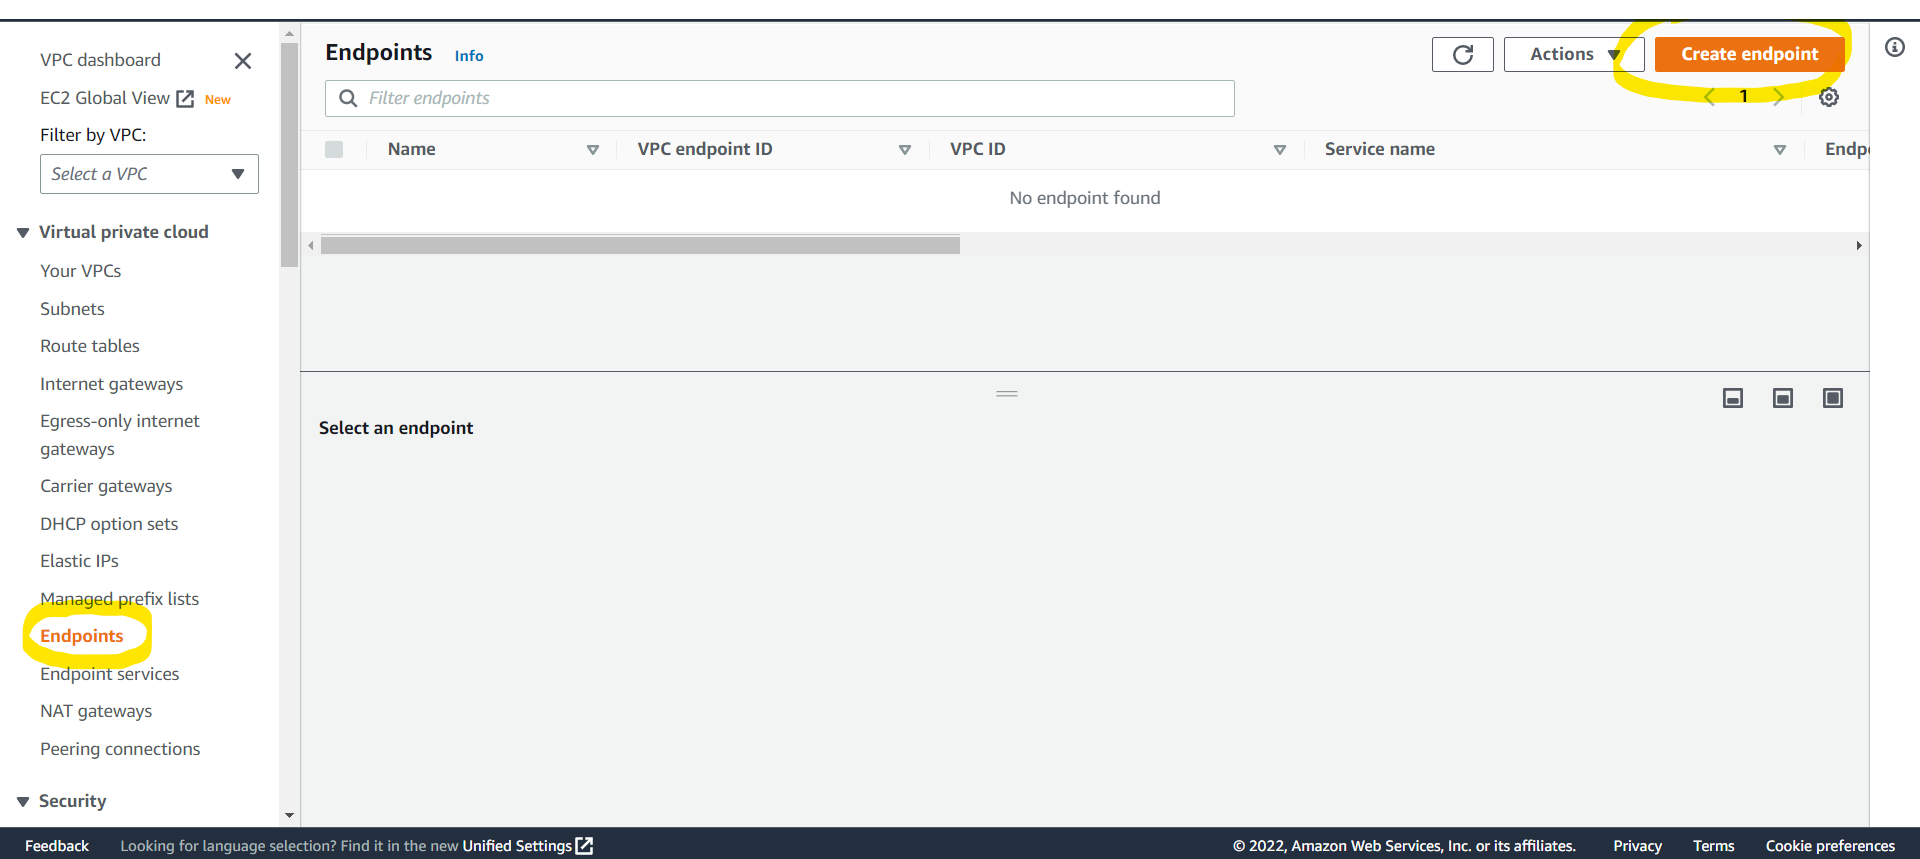 VPC dashboard
EC2 Global View New
Filter by VPC:
Select a VPC
Virtual private cloud
Your VPCs
Subnets
Route tables
Internet gateways
Egress-only internet
gateways
Carrier gateways
DHCP option sets
Elastic IPs
Managed prefix lists
Endpoints
Endpoint services
NAT gateways
Peering connections
Security
Endpoints Info
Actions
Create endpoint
Filter endpoints
1
Name VPC endpoint ID VPC ID Service name Endpo
No endpoint found
Select an endpoint
Feedback Looking for language selection? Find it in the new Unified Settings © 2022, Amazon Web Services, Inc. or its affiliates. Privacy Terms Cookie preferences